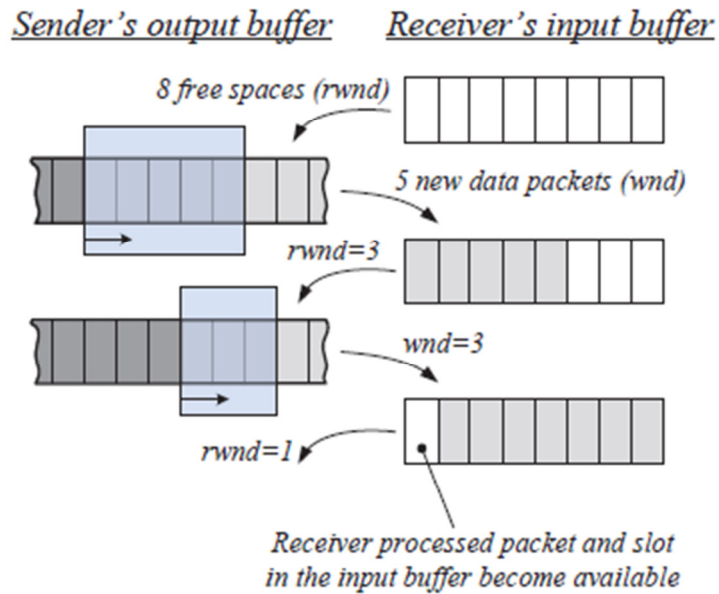 Sender's output buffer
Receiver's input buffer
8 free spaces (rwnd)
5 new data packets (wnd)
rwnd=3
wnd=3
rwnd=1
Receiver processed packet and slot
in the input buffer become available